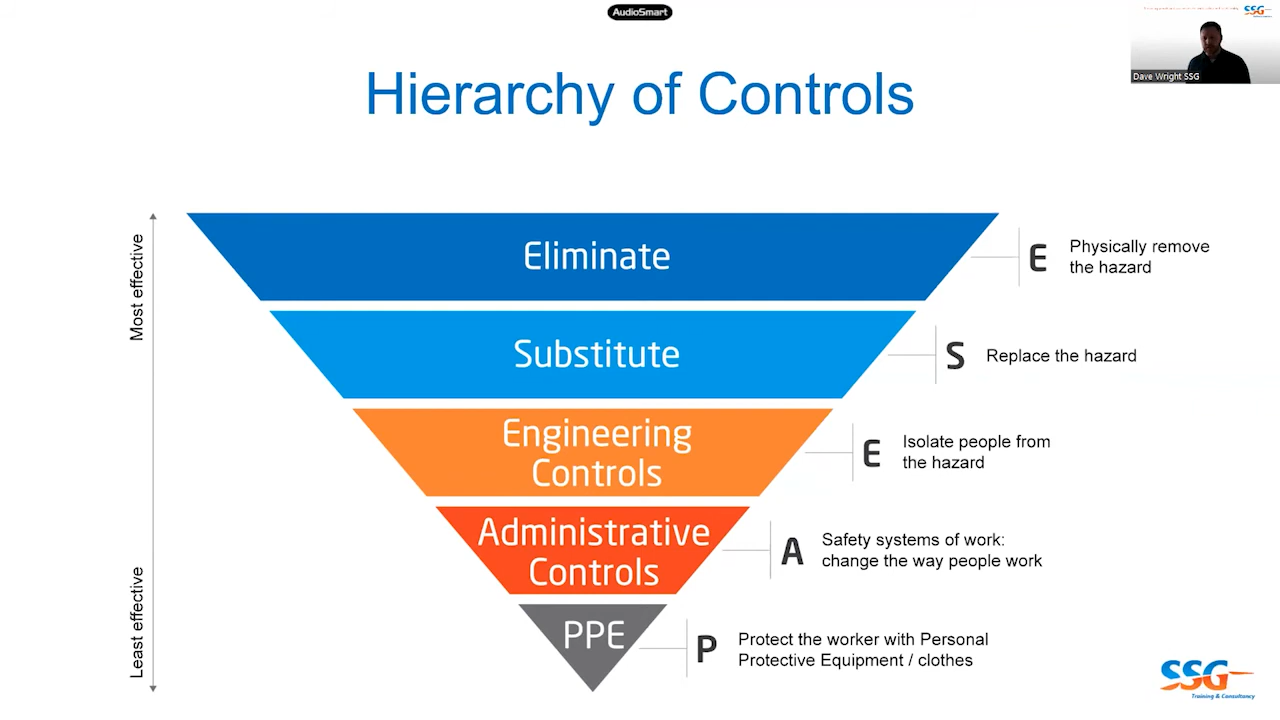 AudioSmart
SSG
Dave Wright SSG
Hierarchy of Controls
Most effective
Least effective
Eliminate
E
Physically remove
the hazard
Substitute
S
Replace the hazard
Engineering
Controls
E
Isolate people from
the hazard
Administrative
Controls
A
Safety systems of work:
change the way people work
PPE
P
Protect the worker with Personal
Protective Equipment / clothes
SSG
Training & Consultancy